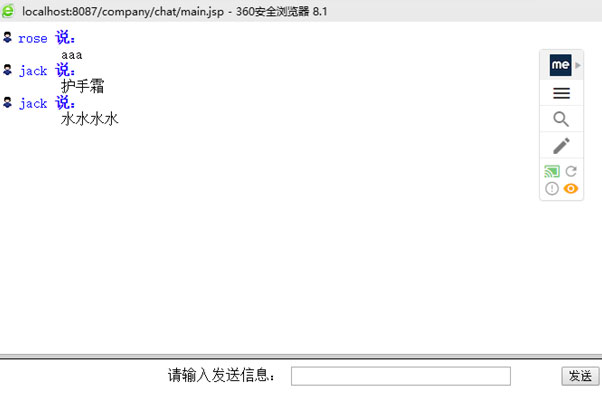 localhost:8087/company/chat/main.jsp - 360安全浏览器 8.1
rose 说:
aaa
me
jack 说:
护手霜
jack 说:
水水水水
请输入发送信息: 发送